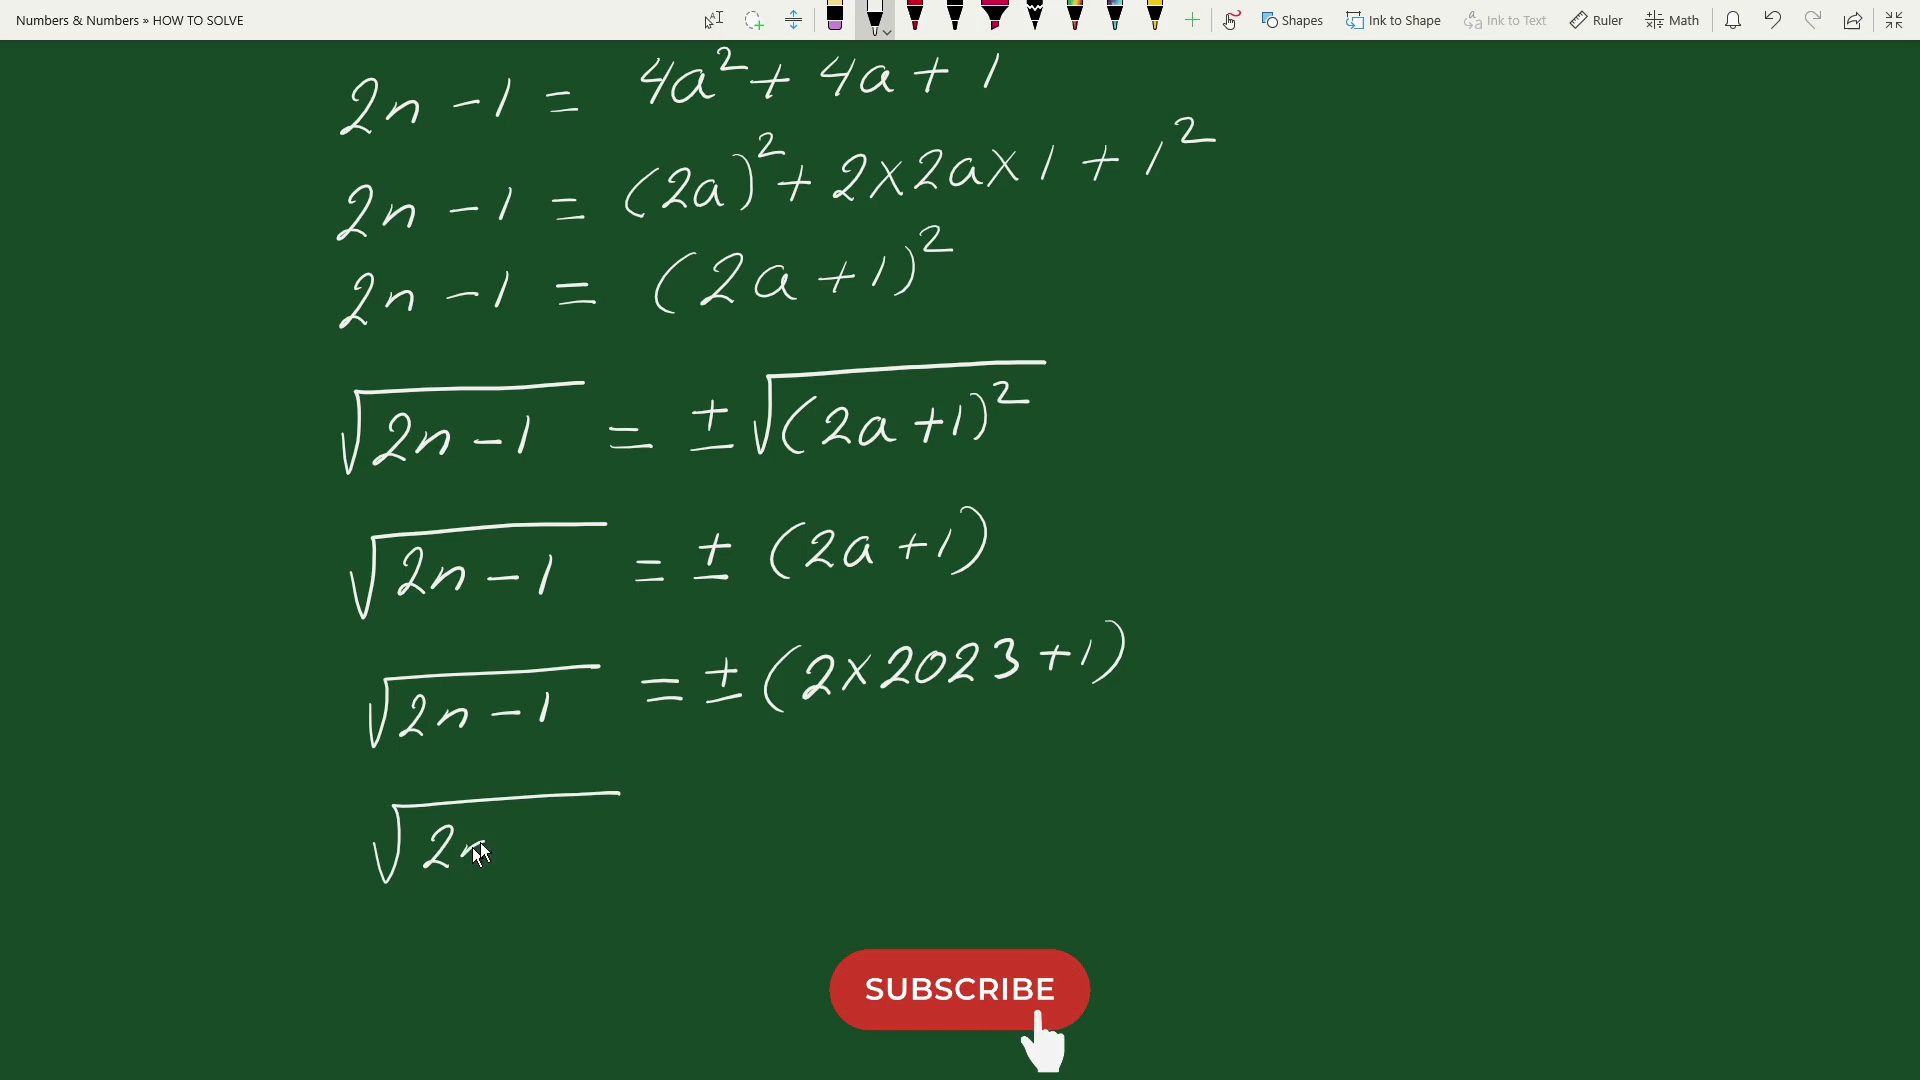 Numbers & Numbers » HOW TO SOLVE
Shapes Ink to Shape Ink to Text Ruler Math
2n - 1 = 4a² + 4a + 1
2n - 1 = (2a)² + 2×2a×1 + 1²
2n - 1 = (2a + 1)²
√2n - 1 = ± √(2a + 1)²
√2n - 1 = ± (2a + 1)
√2n - 1 = ± (2×2023 + 1)
√2n
SUBSCRIBE